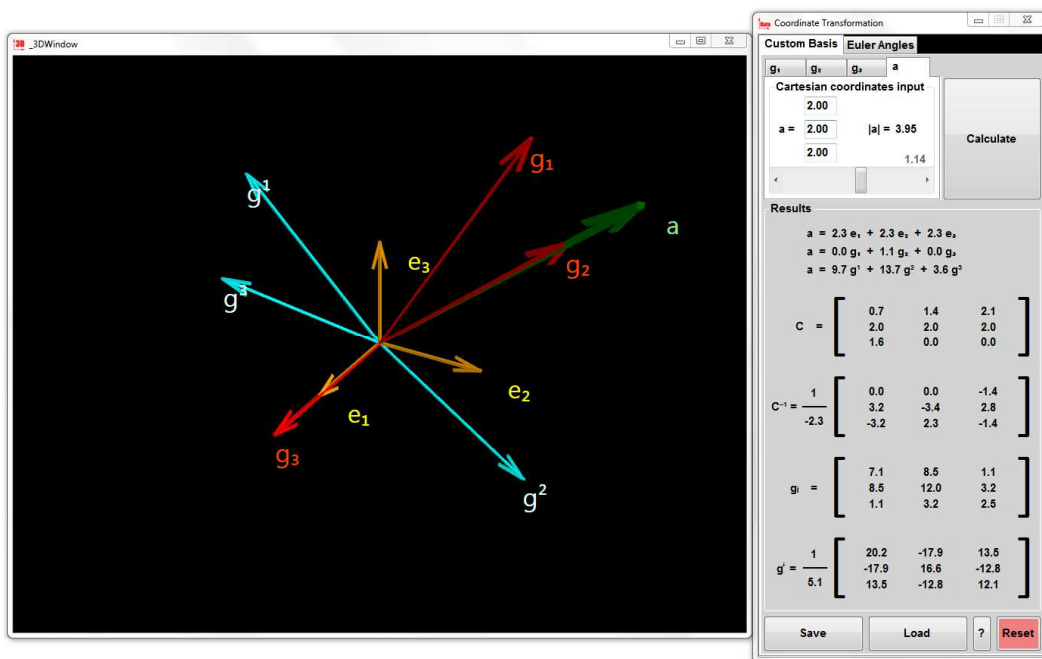 3D _3DWindow
g₁
g¹
a
e₃
g₂
g³
e₂
e₁
g₃
g²
Coordinate Transformation
Custom Basis Euler Angles
g₁ g₂ g₃ a
Cartesian coordinates input
2.00
a = 2.00 |a| = 3.95
2.00
1.14
Calculate
Results
a = 2.3 e₁ + 2.3 e₂ + 2.3 e₃
a = 0.0 g₁ + 1.1 g₂ + 0.0 g₃
a = 9.7 g¹ + 13.7 g² + 3.6 g³
0.7 1.4 2.1
C = 2.0 2.0 2.0
1.6 0.0 0.0
1 0.0 0.0 -1.4
C⁻¹ = 3.2 -3.4 2.8
-2.3 -3.2 2.3 -1.4
7.1 8.5 1.1
gᵢ = 8.5 12.0 3.2
1.1 3.2 2.5
1 20.2 -17.9 13.5
gⁱ = -17.9 16.6 -12.8
5.1 13.5 -12.8 12.1
Save Load ? Reset